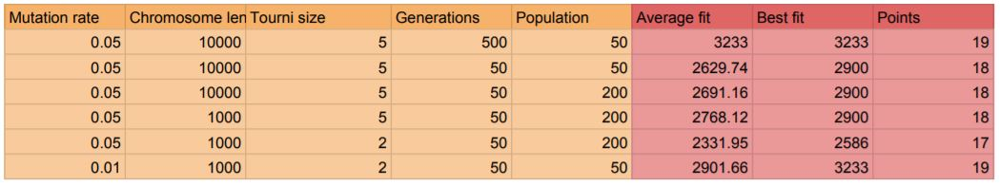 Mutation rate Chromosome len Tourni size Generations Population Average fit Best fit Points
0.05 10000 5 500 50 3233 3233 19
0.05 10000 5 50 50 2629.74 2900 18
0.05 10000 5 50 200 2691.16 2900 18
0.05 1000 5 50 200 2768.12 2900 18
0.05 1000 2 50 200 2331.95 2586 17
0.01 1000 2 50 50 2901.66 3233 19